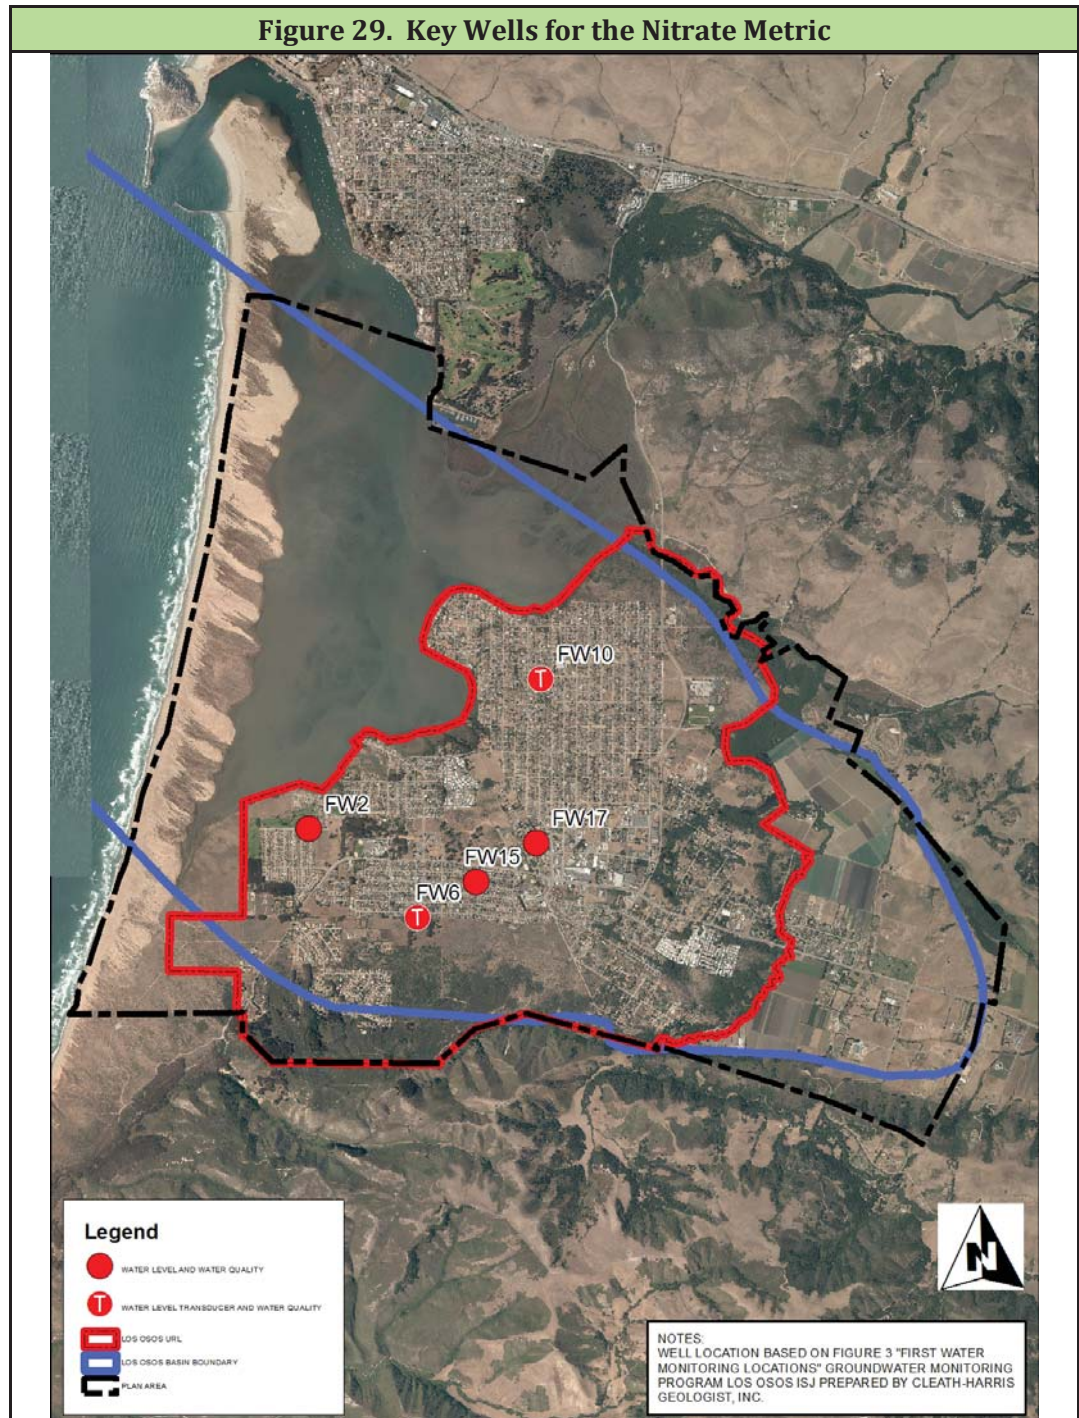 Figure 29. Key Wells for the Nitrate Metric
FW10
FW2
FW17
FW15
FW6
T
T
N
Legend
WATER LEVEL AND WATER QUALITY
T WATER LEVEL TRANSDUCER AND WATER QUALITY
LOS OSOS URL
LOS OSOS BASIN BOUNDARY
PLAN AREA
NOTES:
WELL LOCATION BASED ON FIGURE 3 "FIRST WATER
MONITORING LOCATIONS" GROUNDWATER MONITORING
PROGRAM LOS OSOS ISJ PREPARED BY CLEATH-HARRIS
GEOLOGIST, INC.